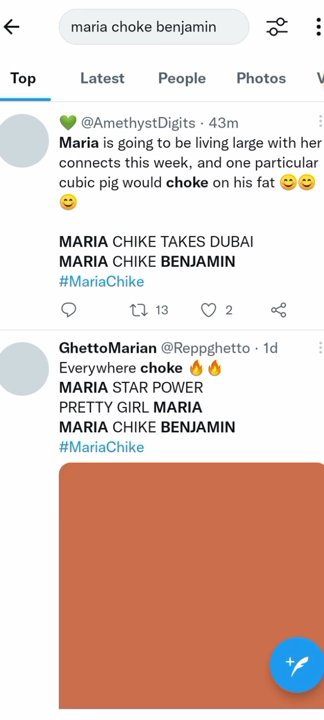 maria choke benjamin
Top Latest People Photos V
💚 @AmethystDigits · 43m
Maria is going to be living large with her
connects this week, and one particular
cubic pig would choke on his fat 😊😊
😊
MARIA CHIKE TAKES DUBAI
MARIA CHIKE BENJAMIN
#MariaChike
13 2
GhettoMarian @Reppghetto · 1d
Everywhere choke 🔥🔥
MARIA STAR POWER
PRETTY GIRL MARIA
MARIA CHIKE BENJAMIN
#MariaChike